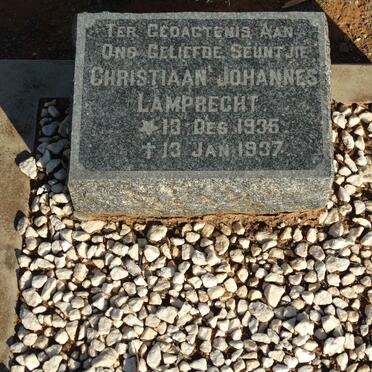 Ter Gedagtenis Aan
Ons Geliefde Seuntjie
CHRISTIAAN JOHANNES
LAMPRECHT
13 DES 1935
† 13 JAN 1937